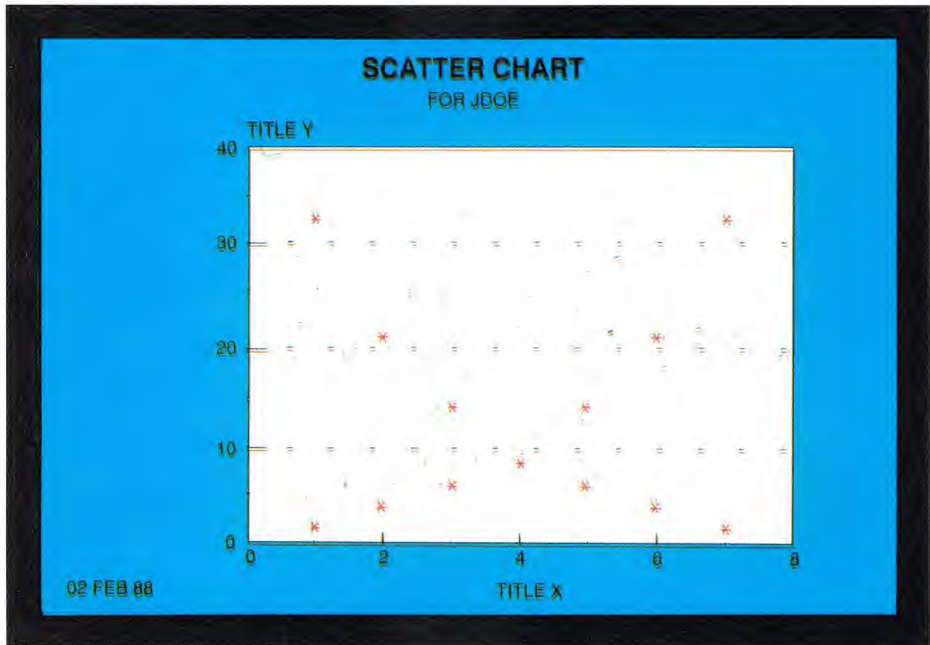 SCATTER CHART
FOR JDOE
TITLE Y
40
30
20
10
0
0 2 4 6 8
TITLE X
02 FEB 88